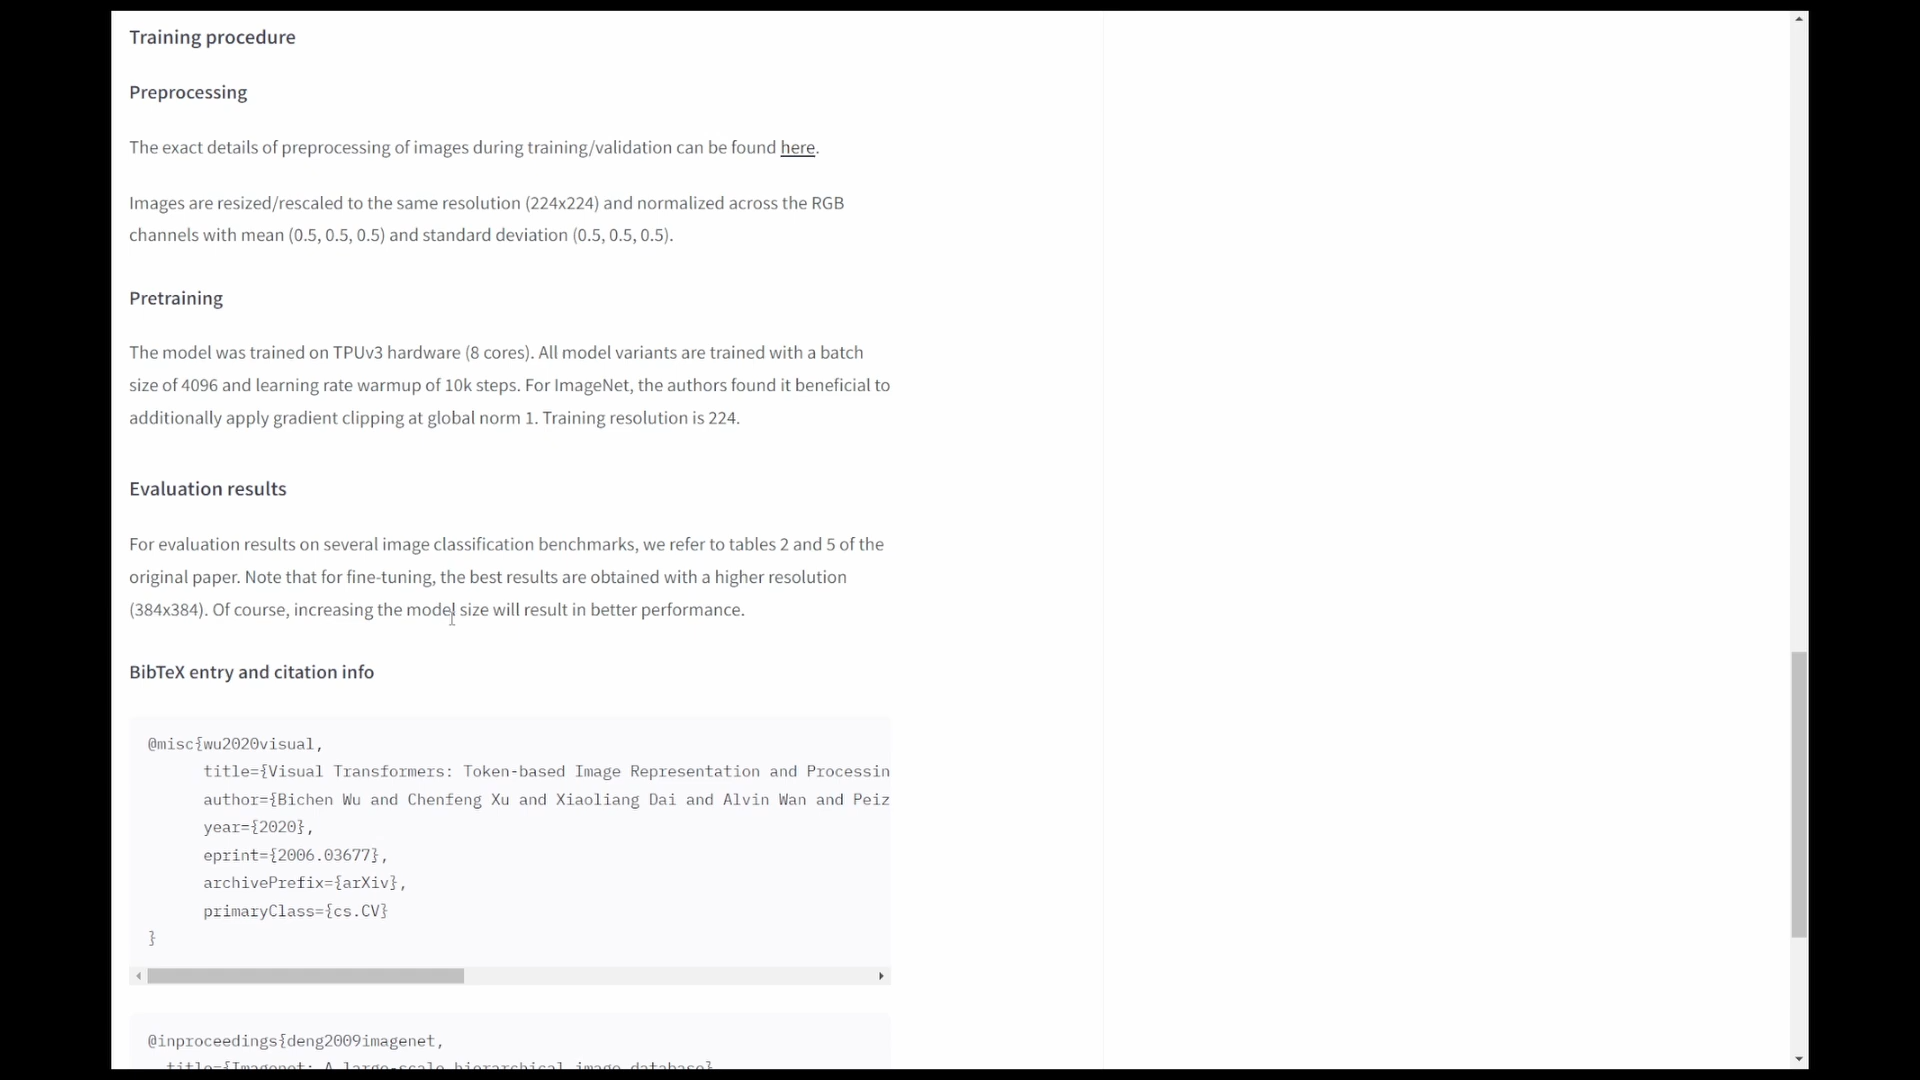 Training procedure
Preprocessing
The exact details of preprocessing of images during training/validation can be found here.
Images are resized/rescaled to the same resolution (224x224) and normalized across the RGB
channels with mean (0.5, 0.5, 0.5) and standard deviation (0.5, 0.5, 0.5).
Pretraining
The model was trained on TPUv3 hardware (8 cores). All model variants are trained with a batch
size of 4096 and learning rate warmup of 10k steps. For ImageNet, the authors found it beneficial to
additionally apply gradient clipping at global norm 1. Training resolution is 224.
Evaluation results
For evaluation results on several image classification benchmarks, we refer to tables 2 and 5 of the
original paper. Note that for fine-tuning, the best results are obtained with a higher resolution
(384x384). Of course, increasing the model size will result in better performance.
BibTeX entry and citation info
@misc{wu2020visual,
title={Visual Transformers: Token-based Image Representation and Processin
author={Bichen Wu and Chenfeng Xu and Xiaoliang Dai and Alvin Wan and Peiz
year={2020},
eprint={2006.03677},
archivePrefix={arXiv},
primaryClass={cs.CV}
}
@inproceedings{deng2009imagenet,
title={Imagenet: A large-scale hierarchical image database}